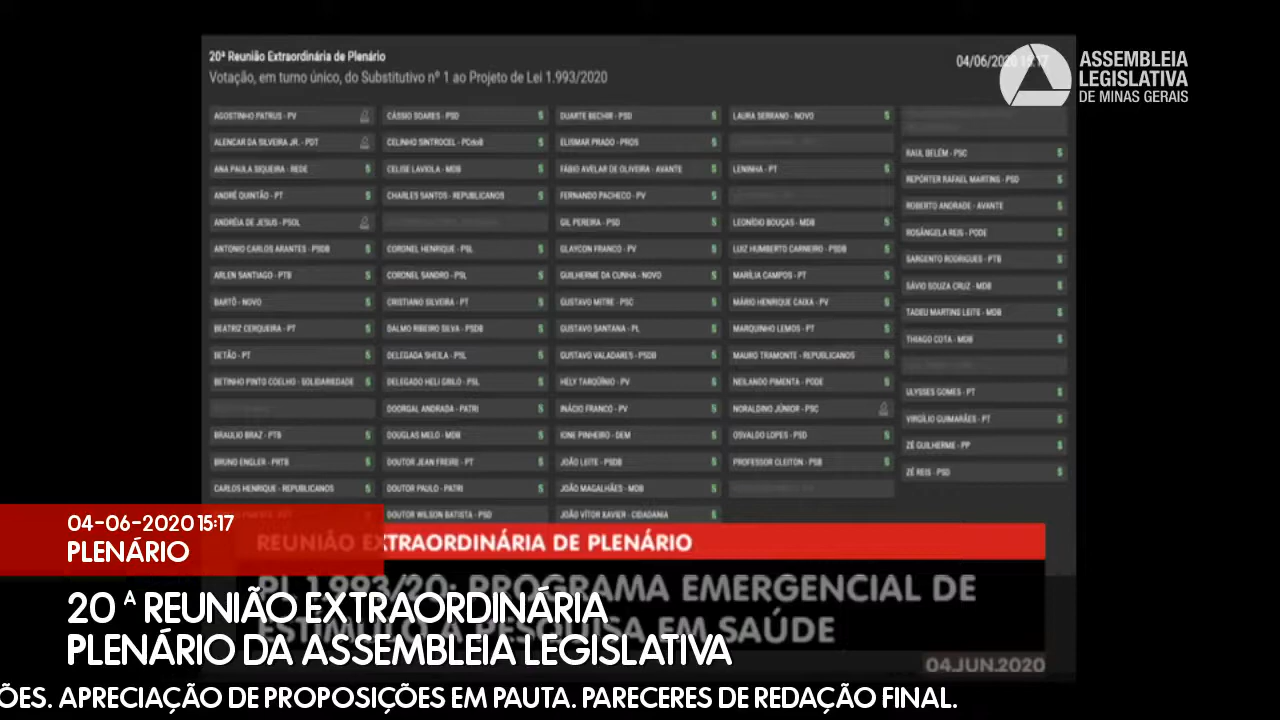 20ª Reunião Extraordinária de Plenário
Votação, em turno único, do Substitutivo nº 1 ao Projeto de Lei 1.993/2020
04/06/2020 15:17
ASSEMBLEIA
LEGISLATIVA
DE MINAS GERAIS
AGOSTINHO PATRUS - PV
ALENCAR DA SILVEIRA JR. - PDT
ANA PAULA SIQUEIRA - REDE S
ANDRÉ QUINTÃO - PT S
ANDRÉIA DE JESUS - PSOL
ANTONIO CARLOS ARANTES - PSDB S
ARLEN SANTIAGO - PTB S
BARTÔ - NOVO S
BEATRIZ CERQUEIRA - PT S
BETÃO - PT S
BETINHO PINTO COELHO - SOLIDARIEDADE S
BRAULIO BRAZ - PTB S
BRUNO ENGLER - PRTB S
CARLOS HENRIQUE - REPUBLICANOS S
CÁSSIO SOARES - PSD S
CELINHO SINTROCEL - PCdoB S
CELISE LAVIOLA - MDB S
CHARLES SANTOS - REPUBLICANOS S
CORONEL HENRIQUE - PSL S
CORONEL SANDRO - PSL S
CRISTIANO SILVEIRA - PT S
DALMO RIBEIRO SILVA - PSDB S
DELEGADA SHEILA - PSL S
DELEGADO HELI GRILO - PSL S
DOORGAL ANDRADA - PATRI S
DOUGLAS MELO - MDB S
DOUTOR JEAN FREIRE - PT S
DOUTOR PAULO - PATRI S
DOUTOR WILSON BATISTA - PSD S
DUARTE BECHIR - PSD S
ELISMAR PRADO - PROS S
FÁBIO AVELAR DE OLIVEIRA - AVANTE S
FERNANDO PACHECO - PV S
GIL PEREIRA - PSD S
GLAYCON FRANCO - PV S
GUILHERME DA CUNHA - NOVO S
GUSTAVO MITRE - PSC S
GUSTAVO SANTANA - PL S
GUSTAVO VALADARES - PSDB S
HELY TARQÜÍNIO - PV S
INÁCIO FRANCO - PV S
IONE PINHEIRO - DEM S
JOÃO LEITE - PSDB S
JOÃO MAGALHÃES - MDB S
JOÃO VÍTOR XAVIER - CIDADANIA S
LAURA SERRANO - NOVO S
LENINHA - PT S
LEONÍDIO BOUÇAS - MDB S
LUIZ HUMBERTO CARNEIRO - PSDB S
MARÍLIA CAMPOS - PT S
MÁRIO HENRIQUE CAIXA - PV S
MARQUINHO LEMOS - PT S
MAURO TRAMONTE - REPUBLICANOS S
NEILANDO PIMENTA - PODE S
NORALDINO JÚNIOR - PSC
OSVALDO LOPES - PSD S
PROFESSOR CLEITON - PSB S
RAUL BELÉM - PSC S
REPÓRTER RAFAEL MARTINS - PSD S
ROBERTO ANDRADE - AVANTE S
ROSÂNGELA REIS - PODE S
SARGENTO RODRIGUES - PTB S
SÁVIO SOUZA CRUZ - MDB S
TADEU MARTINS LEITE - MDB S
THIAGO COTA - MDB S
ULYSSES GOMES - PT S
VIRGÍLIO GUIMARÃES - PT S
ZÉ GUILHERME - PP S
ZÉ REIS - PSD S
04-06-2020 15:17
PLENÁRIO
REUNIÃO EXTRAORDINÁRIA DE PLENÁRIO
PL 1.993/20: PROGRAMA EMERGENCIAL DE
ESTÍMULO À PESQUISA EM SAÚDE
20 ª REUNIÃO EXTRAORDINÁRIA
PLENÁRIO DA ASSEMBLEIA LEGISLATIVA
04.JUN.2020
ÕES. APRECIAÇÃO DE PROPOSIÇÕES EM PAUTA. PARECERES DE REDAÇÃO FINAL.